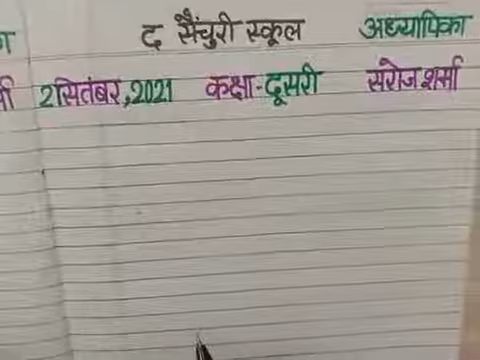 द सैंचुरी स्कूल अध्यापिका
2 सितंबर, 2021 कक्षा-दूसरी सरोज शर्मा